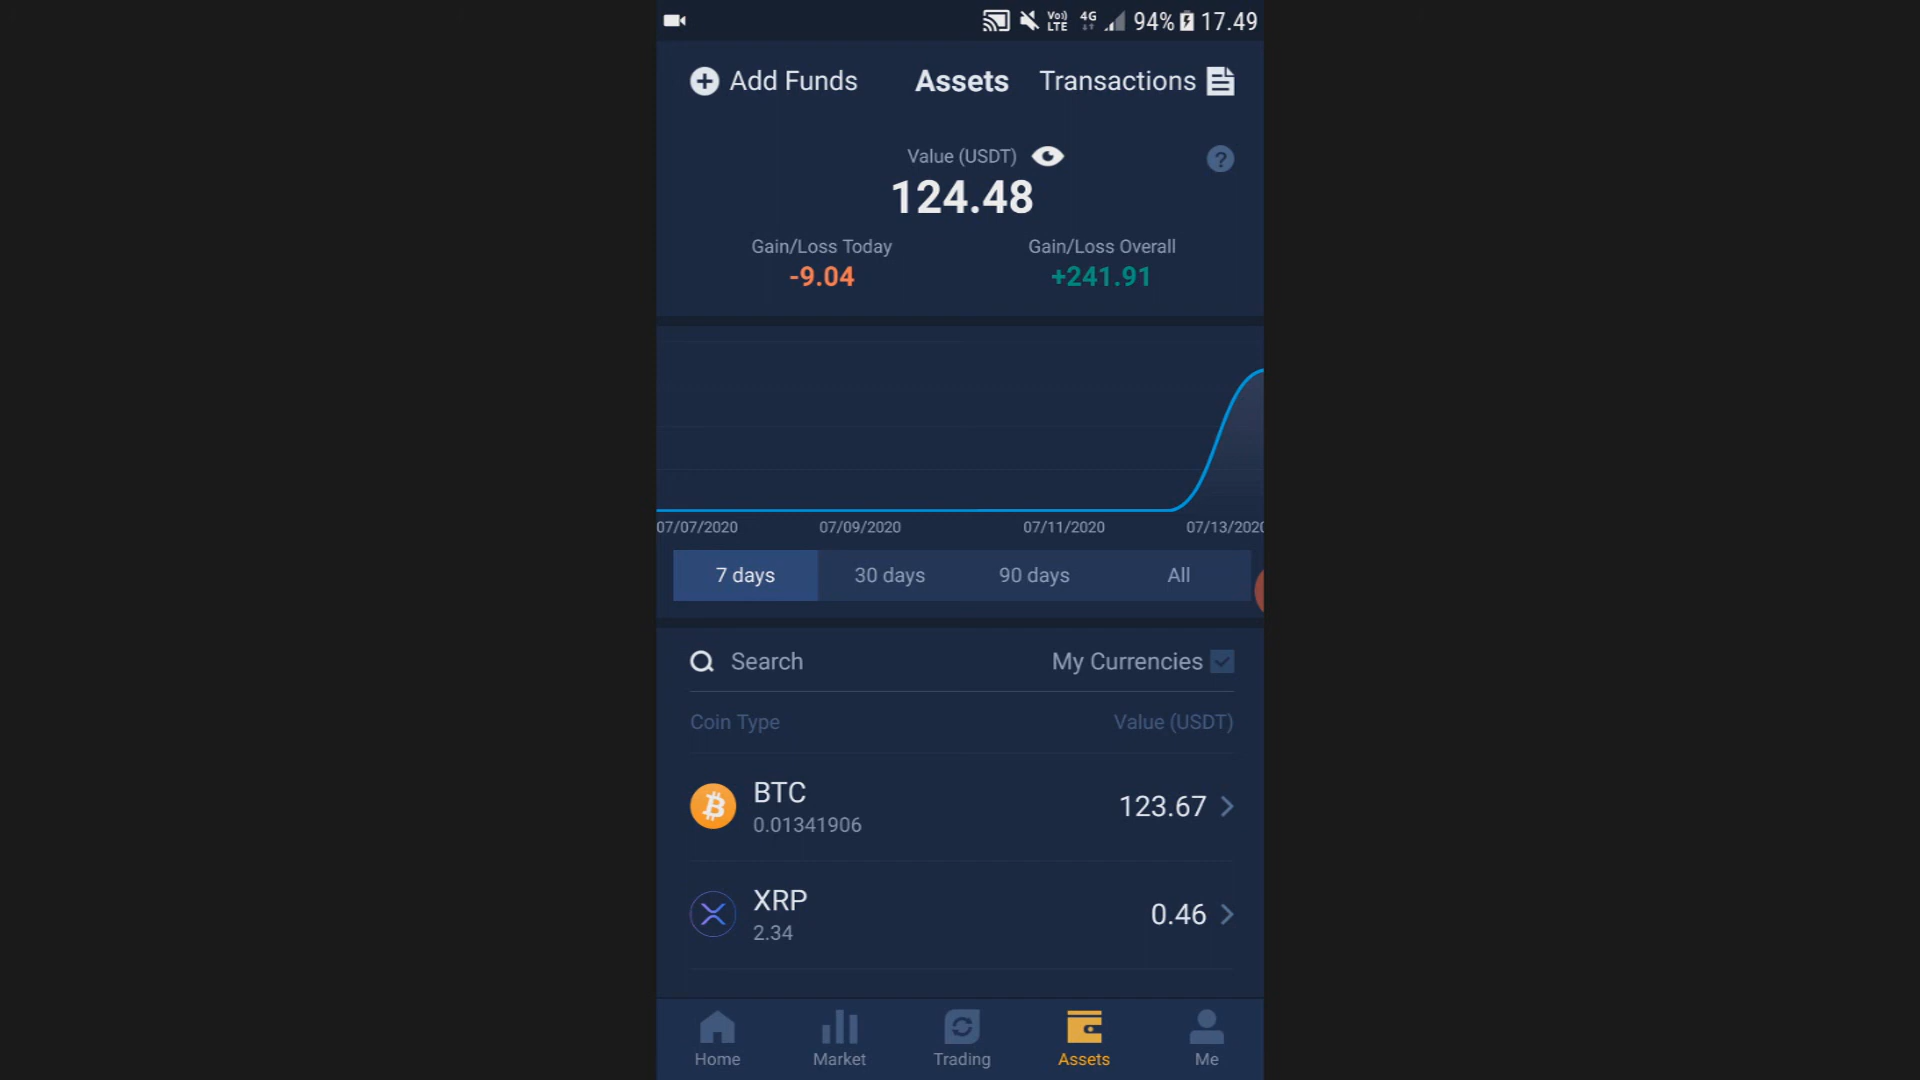 Vo)) LTE 4G 94% 17.49
Add Funds Assets Transactions
Value (USDT)
?
124.48
Gain/Loss Today Gain/Loss Overall
-9.04 +241.91
07/07/2020 07/09/2020 07/11/2020 07/13/2020
7 days 30 days 90 days All
Search My Currencies
Coin Type Value (USDT)
BTC
0.01341906
123.67
XRP
2.34
0.46
Home Market Trading Assets Me